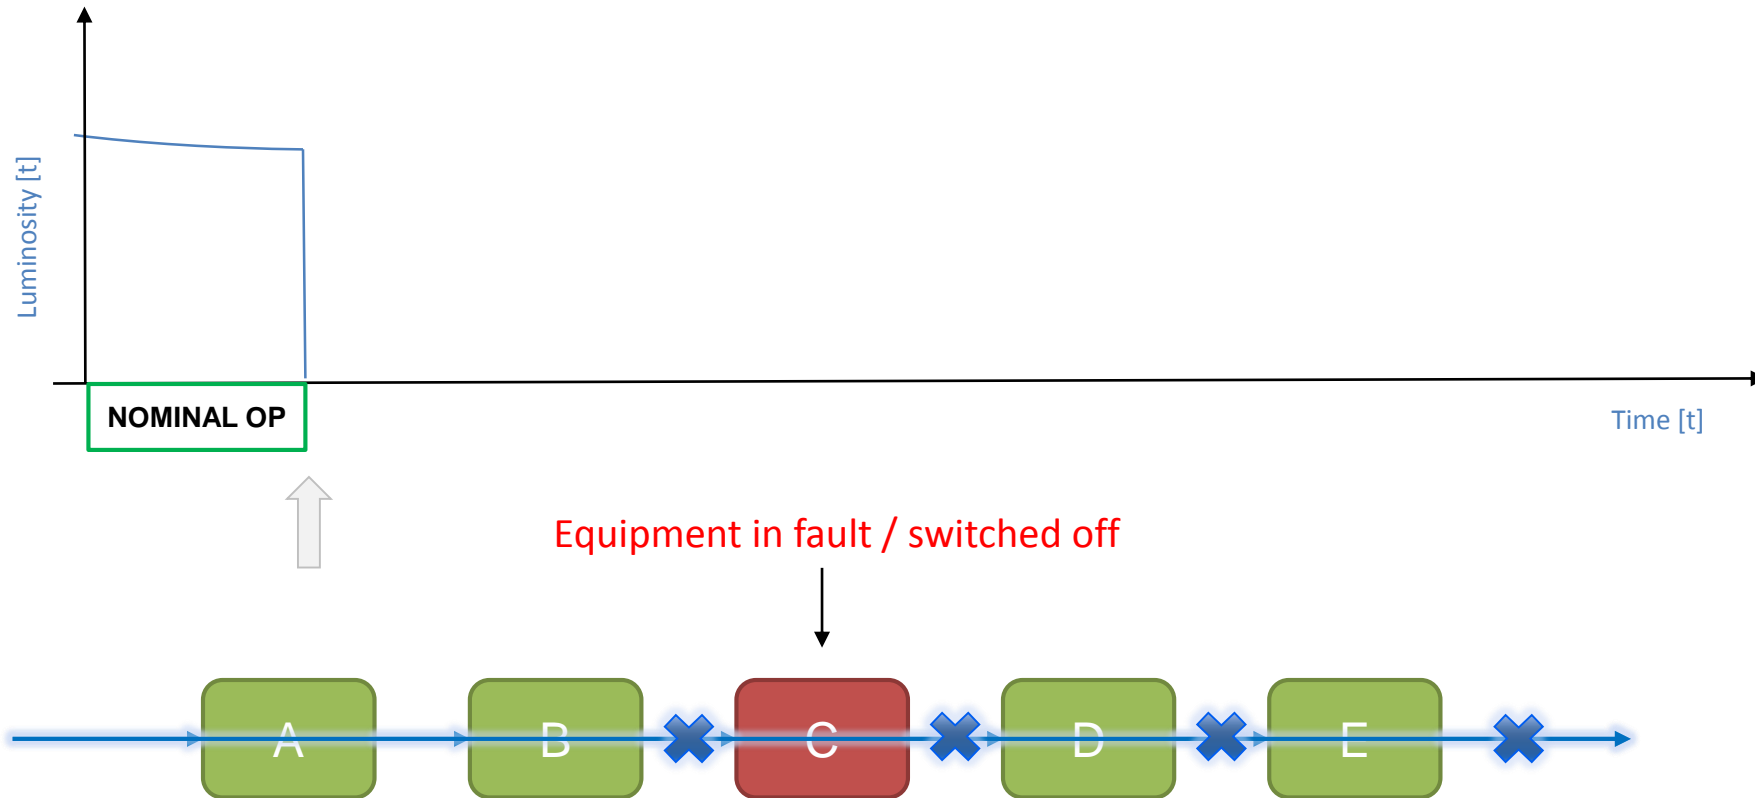 Luminosity [t]
NOMINAL OP
Time [t]
Equipment in fault / switched off
A
B
C
D
E